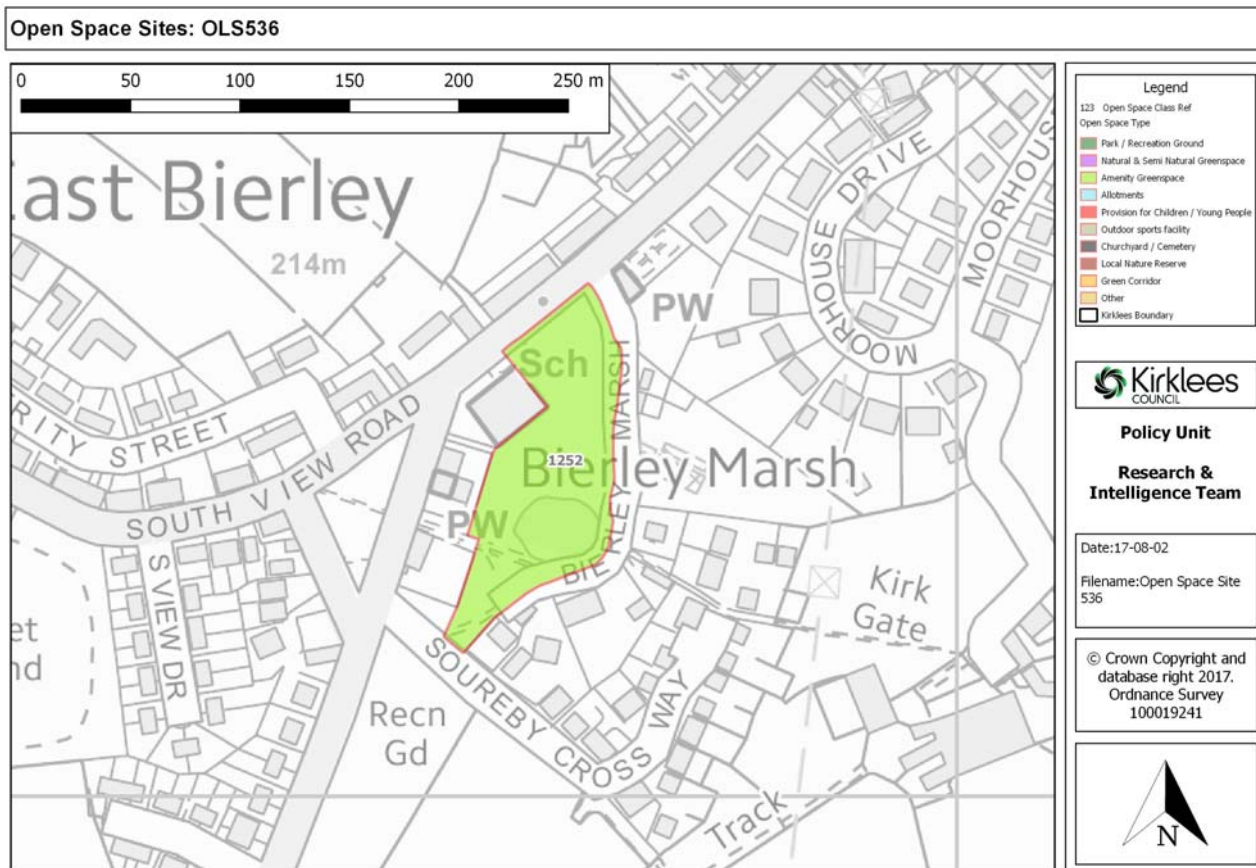 Open Space Sites: OLS536
0 50 100 150 200 250 m
East Bierley
214m
MOORHOUSE DRIVE
MOORHOUSE
MOORHOUSE
PW
Sch
BIERLEY MARSH
RITY STREET
SOUTH VIEW ROAD
1252
Bierley Marsh
PW
BIERLEY MARSH
S VIEW DR
Kirk
Gate
et
nd
SOUREBY CROSS WAY
Recn
Gd
Track
Legend
123 Open Space Class Ref
Open Space Type
Park / Recreation Ground
Natural & Semi Natural Greenspace
Amenity Greenspace
Allotments
Provision for Children / Young People
Outdoor sports facility
Churchyard / Cemetery
Local Nature Reserve
Green Corridor
Other
Kirklees Boundary
Kirklees
COUNCIL
Policy Unit
Research &
Intelligence Team
Date:17-08-02
Filename:Open Space Site
536
© Crown Copyright and
database right 2017.
Ordnance Survey
100019241
N